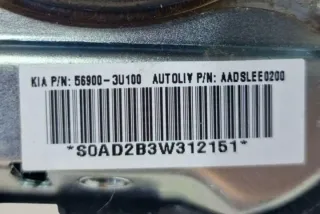 KIA P/N: 56900-3U100 AUTOLIV P/N: AADSLEE0200
*S0AD2B3W312151*